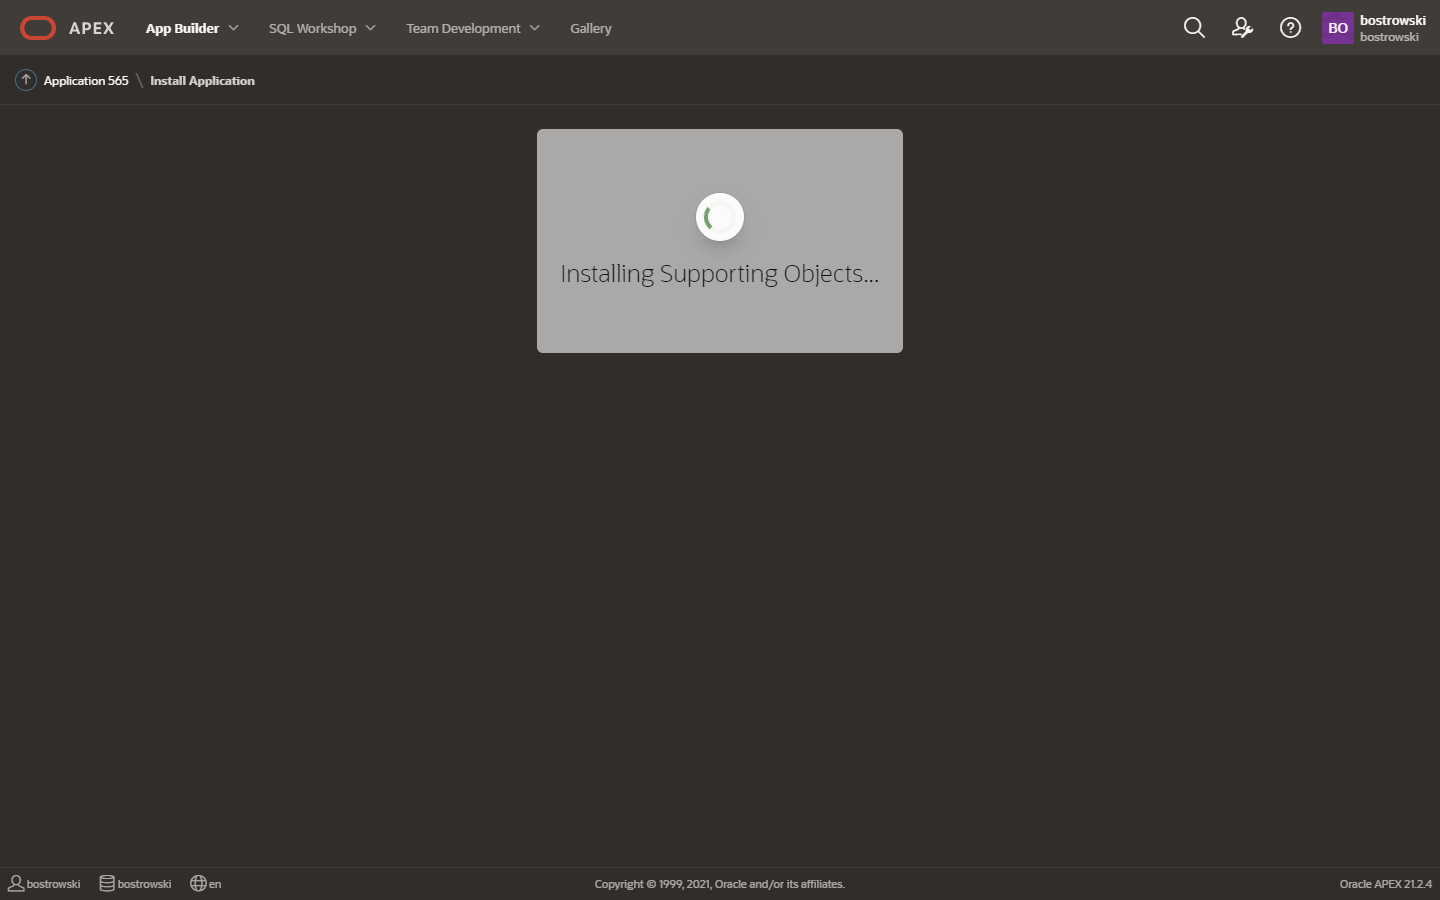 APEX
App Builder
SQL Workshop
Team Development
Gallery
BO
bostrowski
bostrowski
Application 565 \ Install Application
Installing Supporting Objects...
bostrowski
bostrowski
en
Copyright © 1999, 2021, Oracle and/or its affiliates.
Oracle APEX 21.2.4